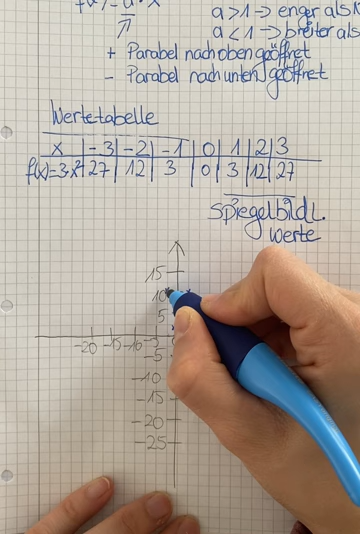 a>1 → enger als
a<1 → breiter als
+ Parabel nach oben geöffnet
- Parabel nach unten geöffnet
Wertetabelle
x | -3 | -2 | -1 | 0 | 1 | 2 | 3
f(x)=3x² | 27 | 12 | 3 | 0 | 3 | 12 | 27
Spiegelbildl.
Werte
15
10
5
-20 -15 -10 -5
-5
-10
-15
-20
-25